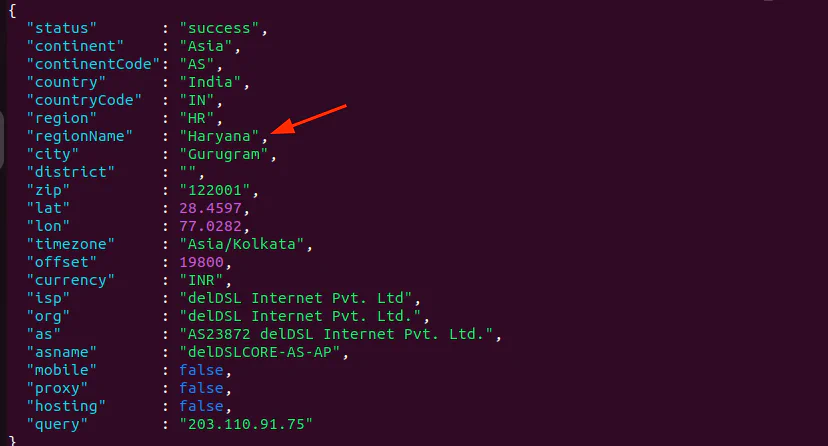 {
"status" : "success",
"continent" : "Asia",
"continentCode": "AS",
"country" : "India",
"countryCode" : "IN",
"region" : "HR",
"regionName" : "Haryana",
"city" : "Gurugram",
"district" : "",
"zip" : "122001",
"lat" : 28.4597,
"lon" : 77.0282,
"timezone" : "Asia/Kolkata",
"offset" : 19800,
"currency" : "INR",
"isp" : "delDSL Internet Pvt. Ltd",
"org" : "delDSL Internet Pvt. Ltd.",
"as" : "AS23872 delDSL Internet Pvt. Ltd.",
"asname" : "delDSLCORE-AS-AP",
"mobile" : false,
"proxy" : false,
"hosting" : false,
"query" : "203.110.91.75"
}